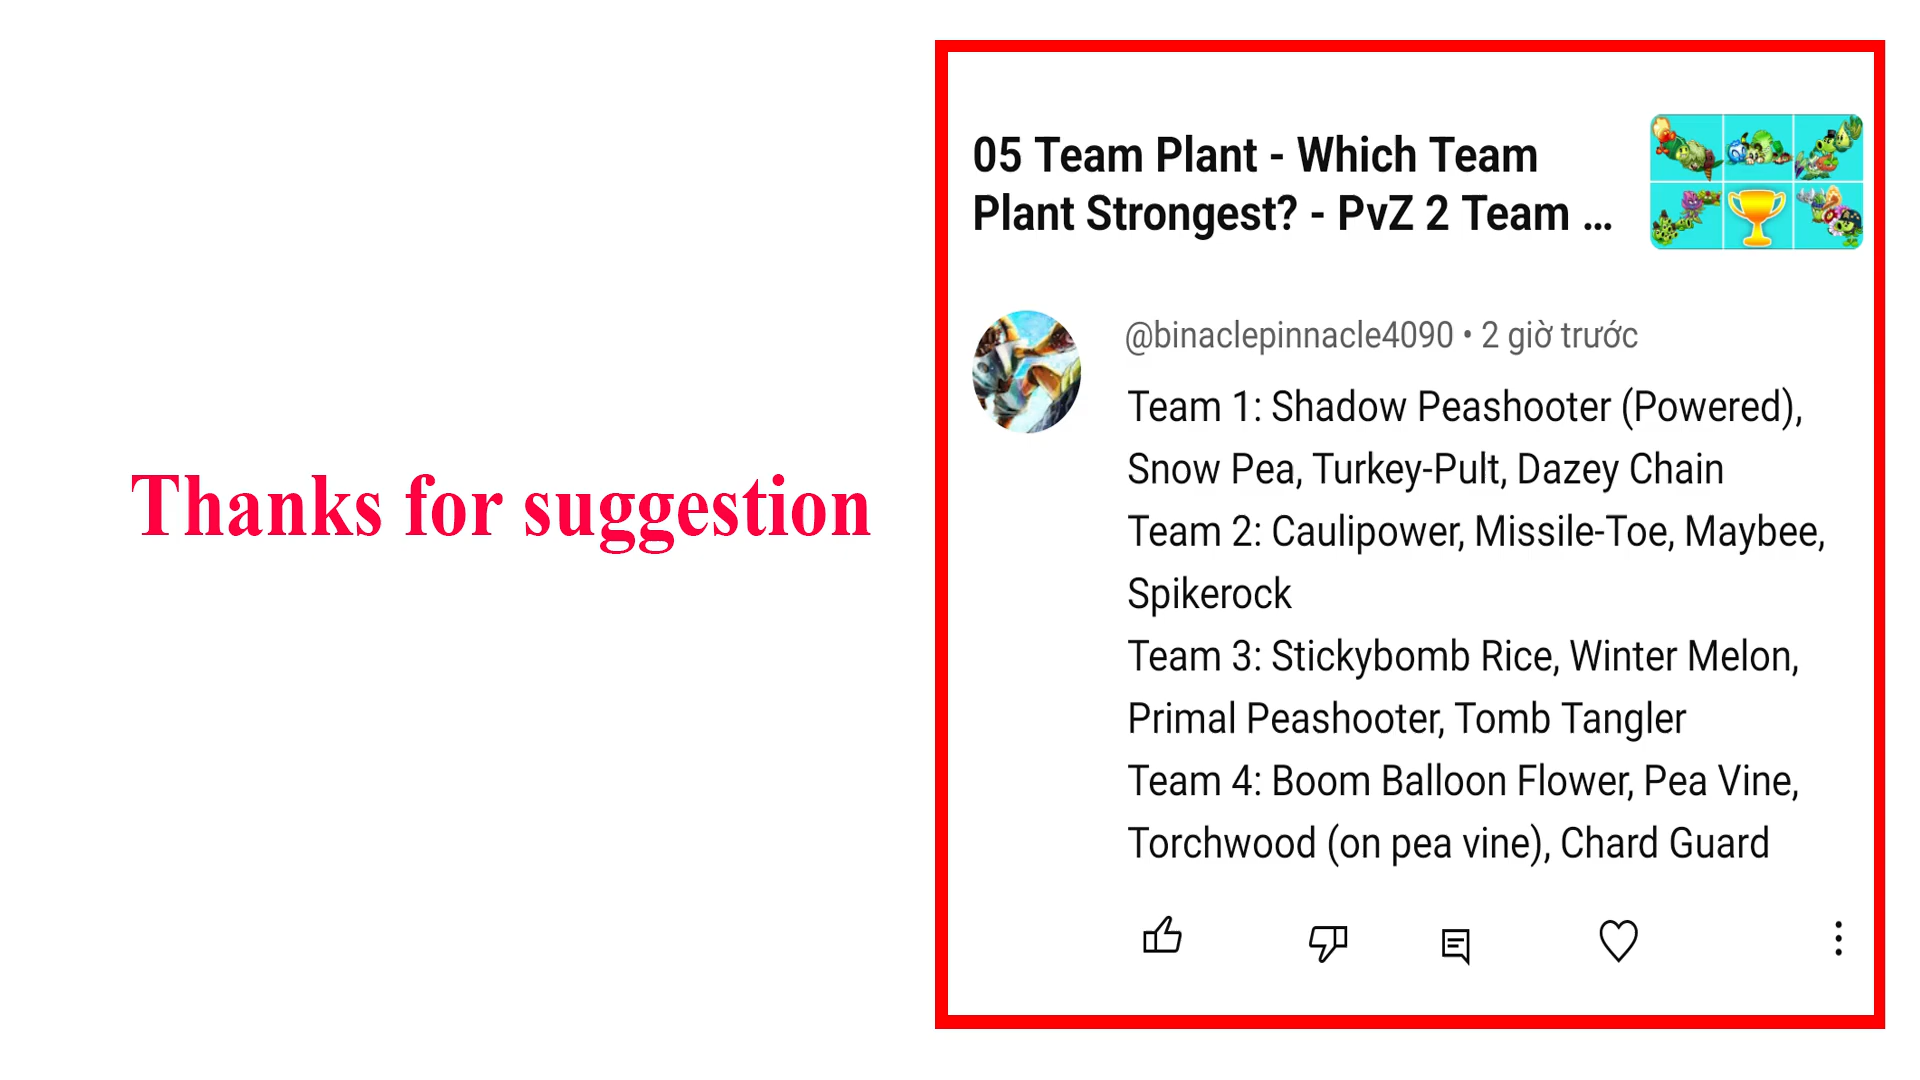 Thanks for suggestion
05 Team Plant - Which Team
Plant Strongest? - PvZ 2 Team ...
@binaclepinnacle4090 • 2 giờ trước
Team 1: Shadow Peashooter (Powered),
Snow Pea, Turkey-Pult, Dazey Chain
Team 2: Caulipower, Missile-Toe, Maybee,
Spikerock
Team 3: Stickybomb Rice, Winter Melon,
Primal Peashooter, Tomb Tangler
Team 4: Boom Balloon Flower, Pea Vine,
Torchwood (on pea vine), Chard Guard